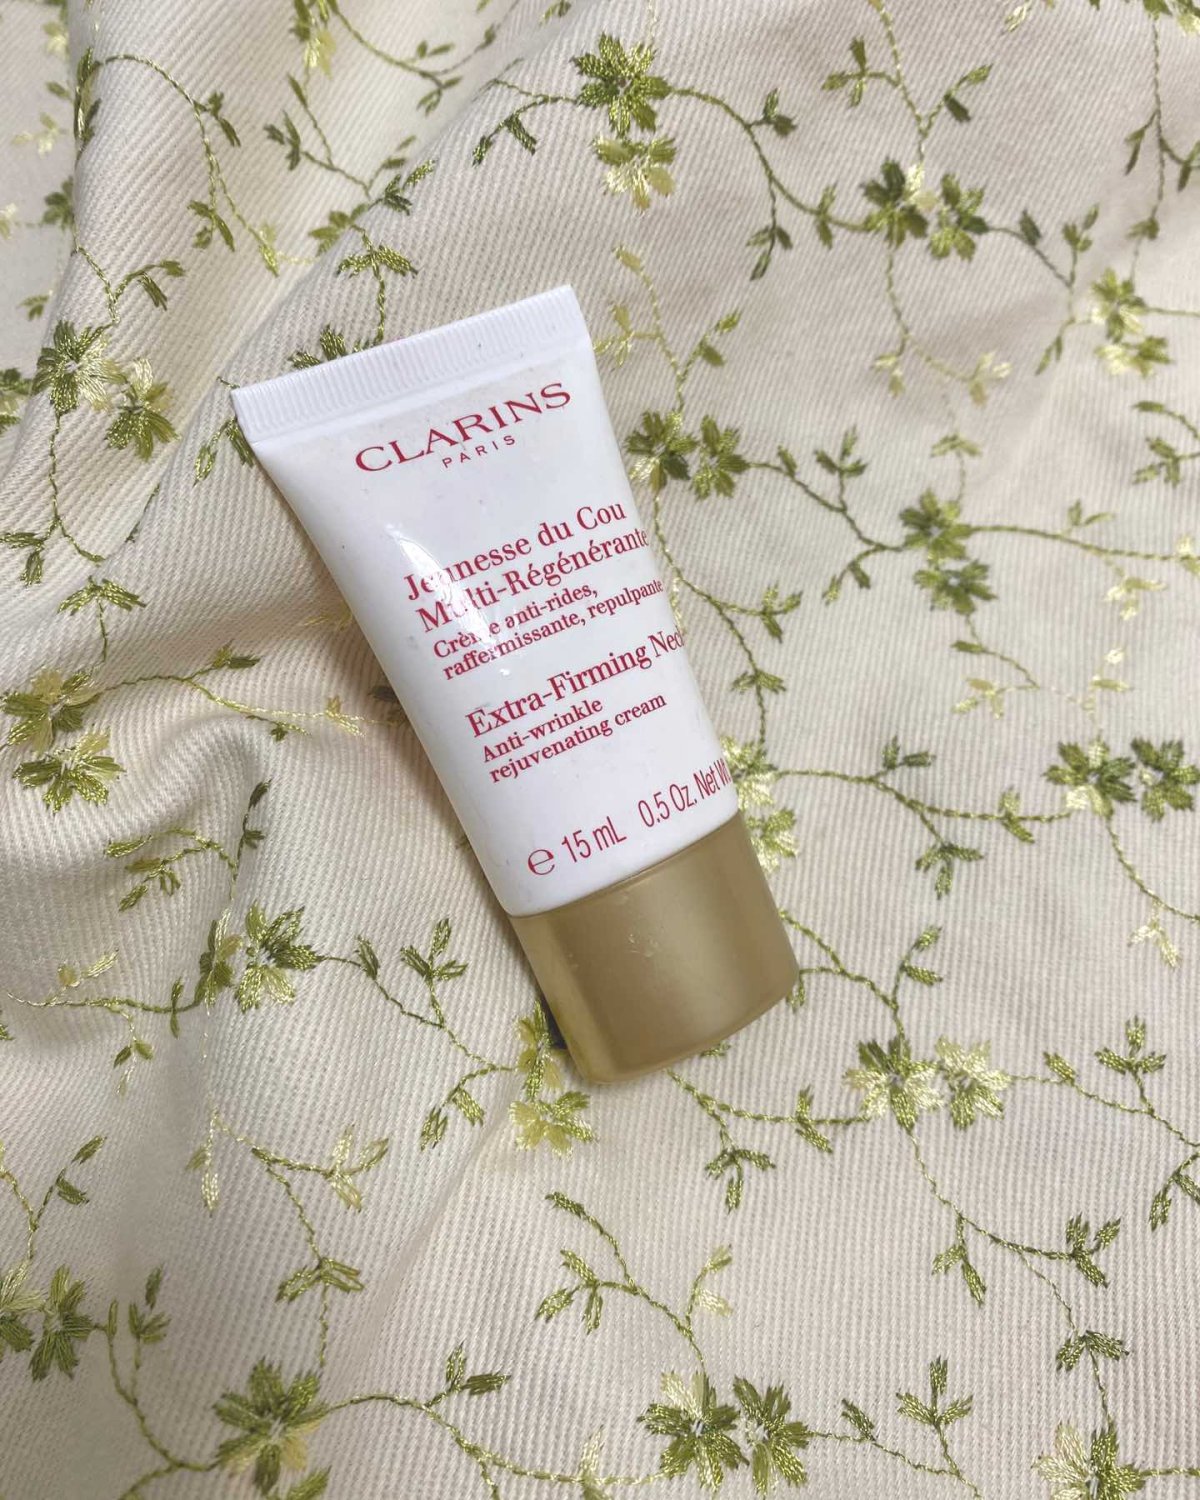 CLARINS
PARIS
Jeunesse du Cou
Multi-Régénérante
Crème anti-rides,
raffermissante, repulpante
Extra-Firming
Anti-wrinkle
rejuvenating cream
e 15 mL 0.5 Oz. Net